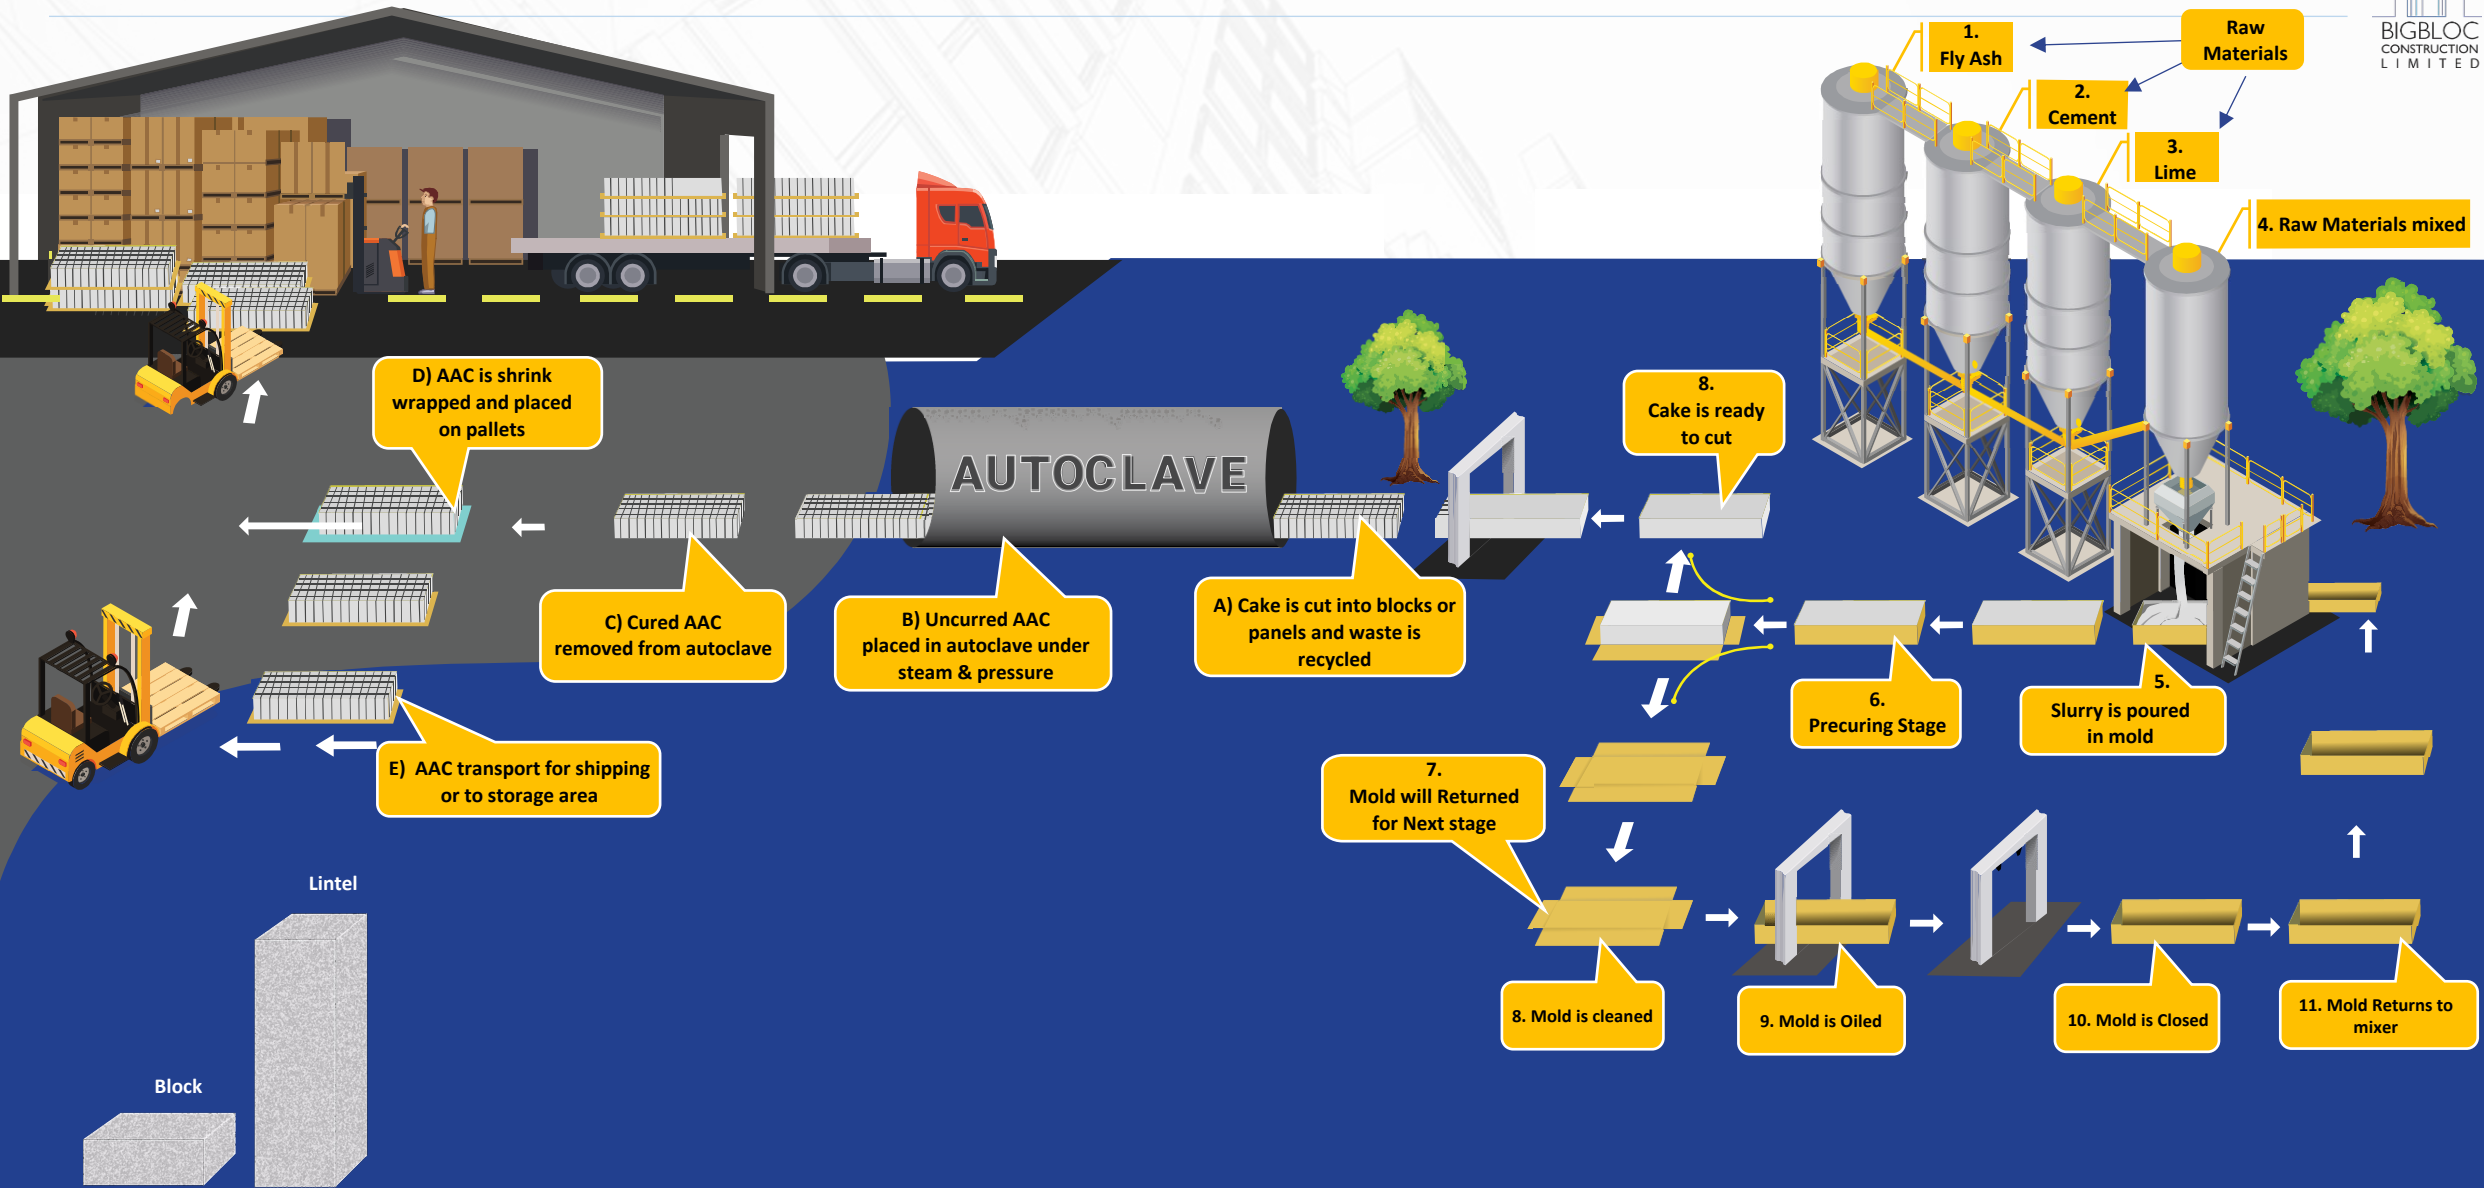 BIGBLOC
CONSTRUCTION
LIMITED
Raw
Materials
1.
Fly Ash
2.
Cement
3.
Lime
4. Raw Materials mixed
D) AAC is shrink
wrapped and placed
on pallets
AUTOCLAVE
8.
Cake is ready
to cut
C) Cured AAC
removed from autoclave
B) Uncurred AAC
placed in autoclave under
steam & pressure
A) Cake is cut into blocks or
panels and waste is
recycled
6.
Precuring Stage
5.
Slurry is poured
in mold
E) AAC transport for shipping
or to storage area
7.
Mold will Returned
for Next stage
8. Mold is cleaned
9. Mold is Oiled
10. Mold is Closed
11. Mold Returns to
mixer
Lintel
Block